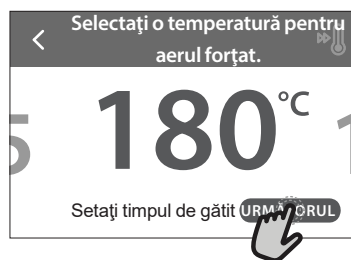 Selectați o temperatură pentru
aerul forțat.
180°C
Setați timpul de gătit